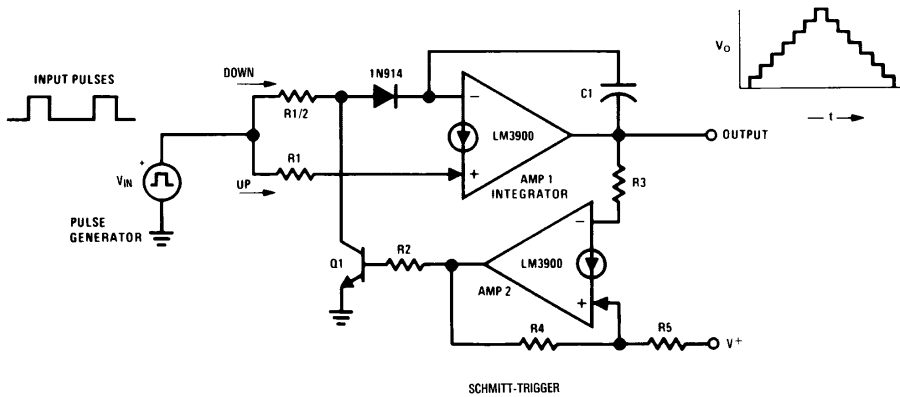 INPUT PULSES
V_IN
+
PULSE
GENERATOR
DOWN
R1/2
R1
UP
1N914
−
LM3900
+
AMP 1
INTEGRATOR
C1
OUTPUT
V_O
t
R3
−
LM3900
+
AMP 2
Q1
R2
R4
R5
V+
SCHMITT-TRIGGER